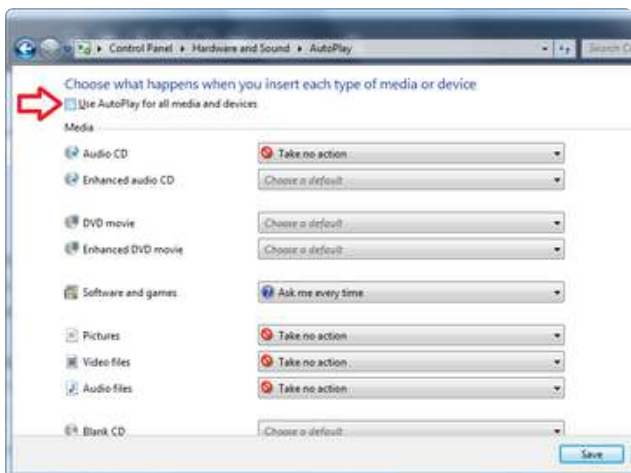 Control Panel ▸ Hardware and Sound ▸ AutoPlay
Choose what happens when you insert each type of media or device
Use AutoPlay for all media and devices
Media
Audio CD Take no action
Enhanced audio CD Choose a default
DVD movie Choose a default
Enhanced DVD movie Choose a default
Software and games Ask me every time
Pictures Take no action
Video files Take no action
Audio files Take no action
Blank CD Choose a default
Save